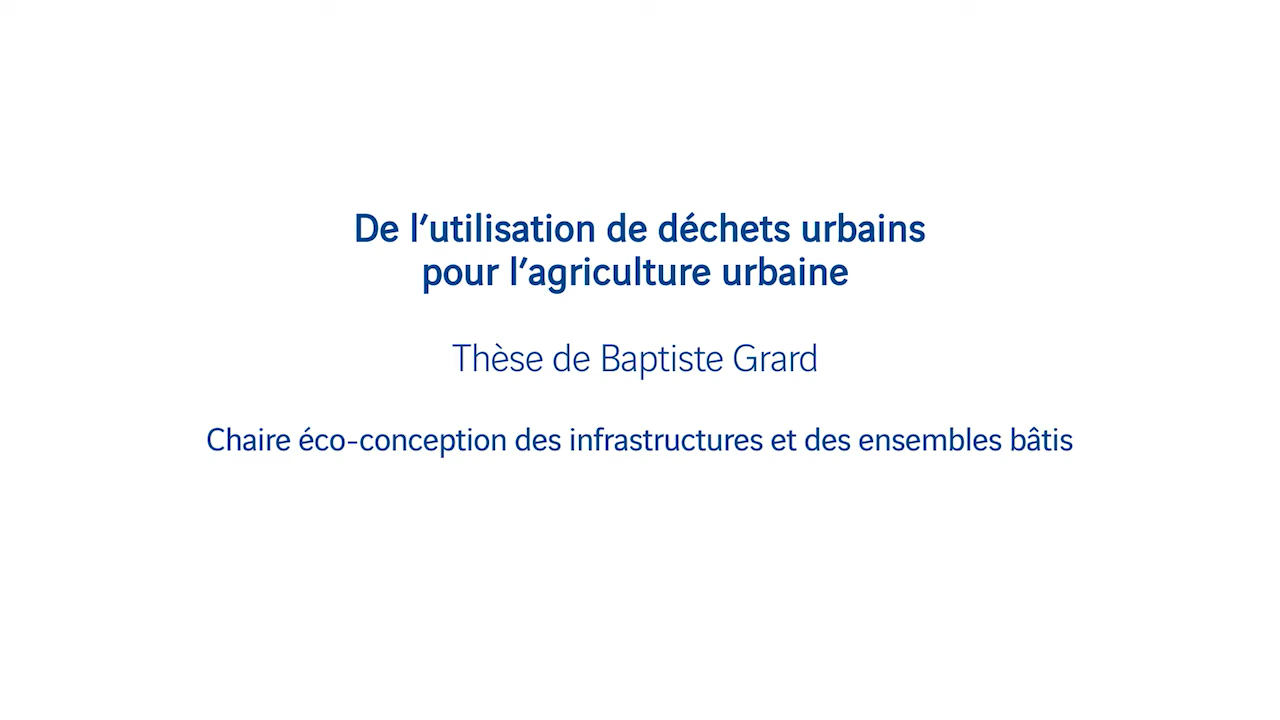 De l’utilisation de déchets urbains
pour l’agriculture urbaine
Thèse de Baptiste Grard
Chaire éco-conception des infrastructures et des ensembles bâtis